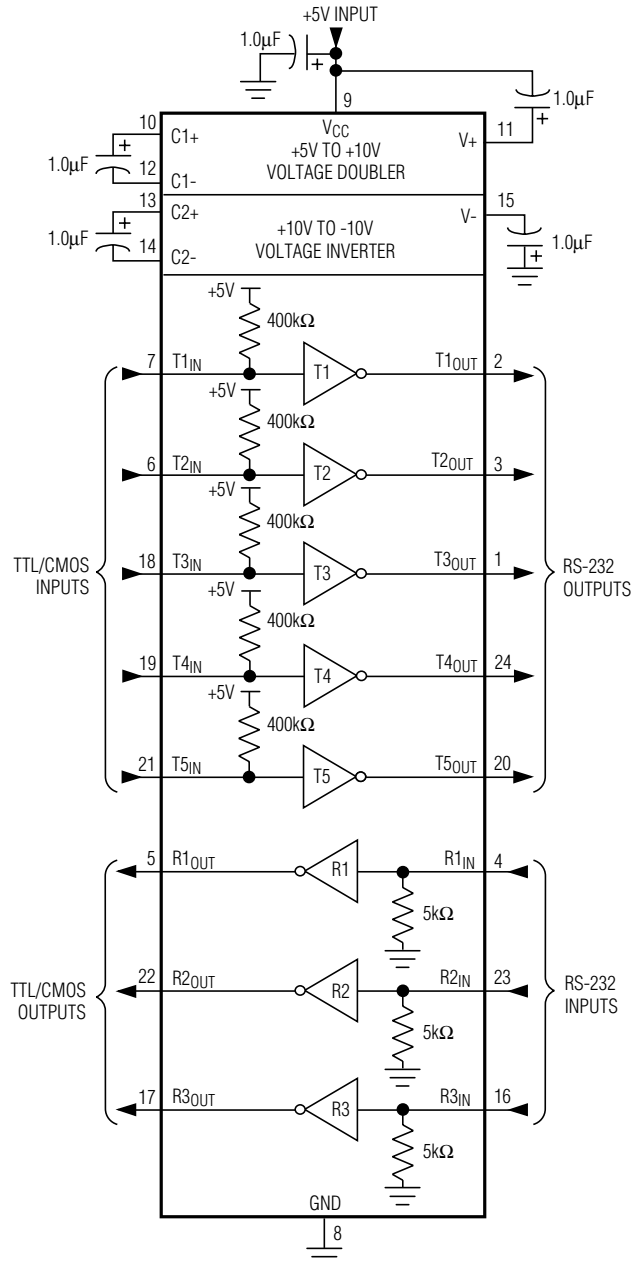 +5V INPUT
1.0μF
+
9
1.0μF
+
10
C1+
VCC
V+
11
+
1.0μF
+5V TO +10V
VOLTAGE DOUBLER
12
C1-
13
C2+
+
1.0μF
14
C2-
+10V TO -10V
VOLTAGE INVERTER
V-
15
+
1.0μF
+5V
400kΩ
7
T1IN
T1
T1OUT
2
+5V
400kΩ
6
T2IN
T2
T2OUT
3
+5V
400kΩ
TTL/CMOS
INPUTS
18
T3IN
T3
T3OUT
1
RS-232
OUTPUTS
+5V
400kΩ
19
T4IN
T4
T4OUT
24
+5V
400kΩ
21
T5IN
T5
T5OUT
20
5
R1OUT
R1
R1IN
4
5kΩ
TTL/CMOS
OUTPUTS
22
R2OUT
R2
R2IN
23
RS-232
INPUTS
5kΩ
17
R3OUT
R3
R3IN
16
5kΩ
GND
8